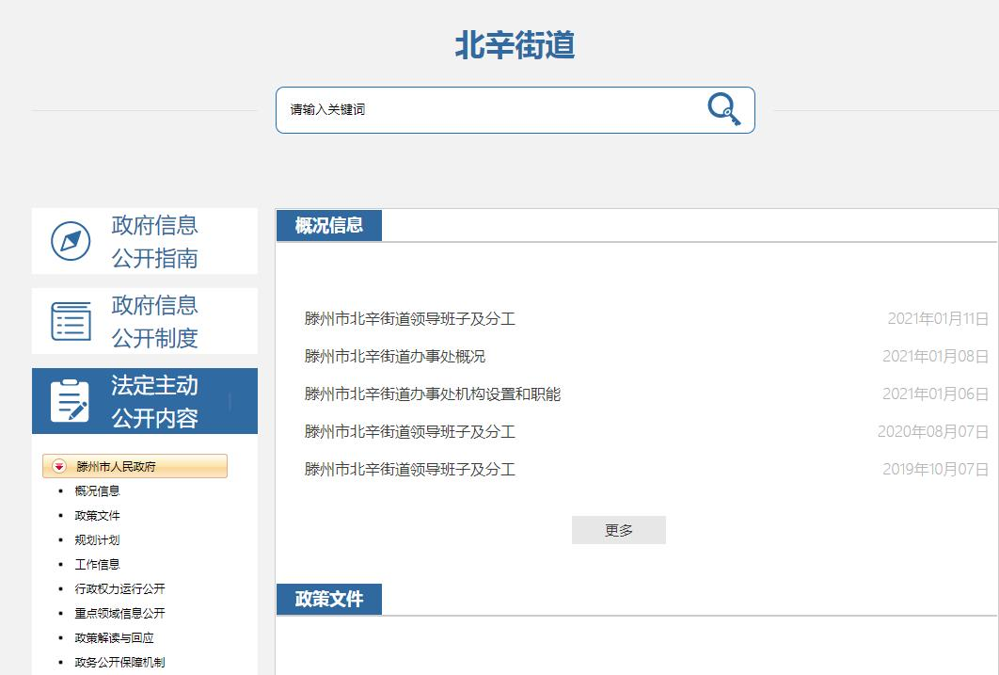 北辛街道
请输入关键词
政府信息
公开指南
政府信息
公开制度
法定主动
公开内容
滕州市人民政府
概况信息
政策文件
规划计划
工作信息
行政权力运行公开
重点领域信息公开
政策解读与回应
政务公开保障机制
概况信息
滕州市北辛街道领导班子及分工 2021年01月11日
滕州市北辛街道办事处概况 2021年01月08日
滕州市北辛街道办事处机构设置和职能 2021年01月06日
滕州市北辛街道领导班子及分工 2020年08月07日
滕州市北辛街道领导班子及分工 2019年10月07日
更多
政策文件